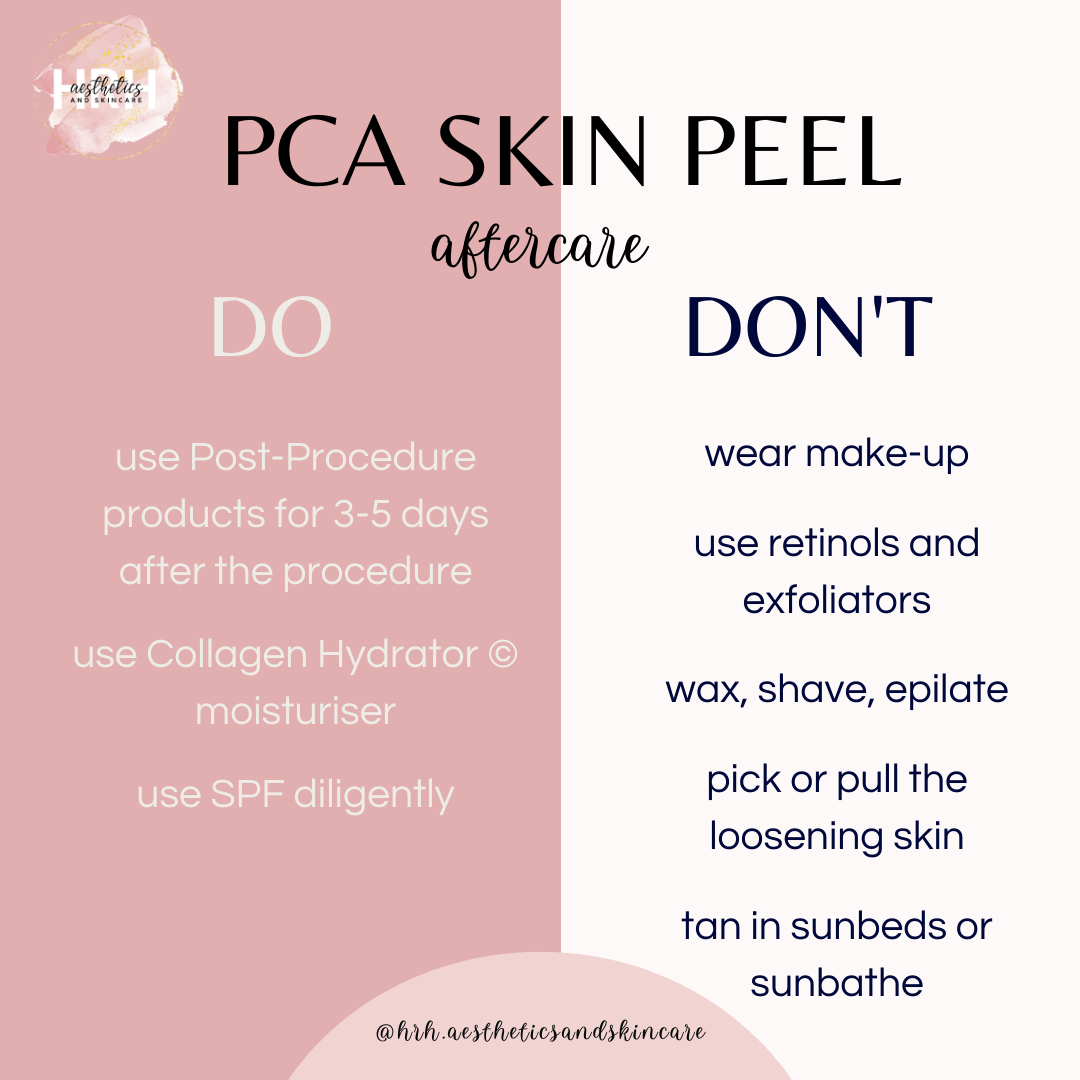 HRH
aesthetics
AND SKINCARE
PCA SKIN PEEL
aftercare
DO
use Post-Procedure
products for 3-5 days
after the procedure
use Collagen Hydrator ©
moisturiser
use SPF diligently
DON'T
wear make-up
use retinols and
exfoliators
wax, shave, epilate
pick or pull the
loosening skin
tan in sunbeds or
sunbathe
@hrh.aestheticsandskincare